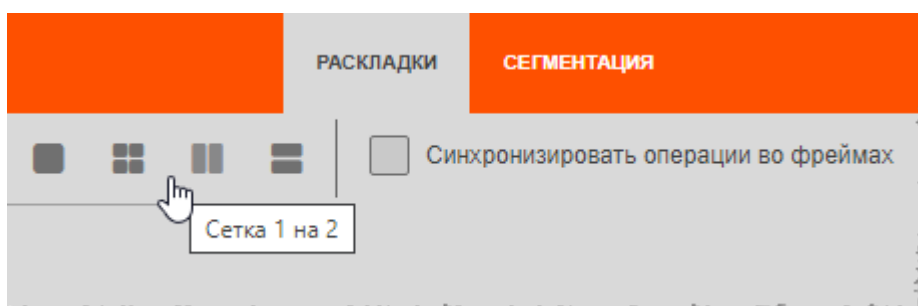 РАСКЛАДКИ СЕГМЕНТАЦИЯ
Синхронизировать операции во фреймах
Сетка 1 на 2